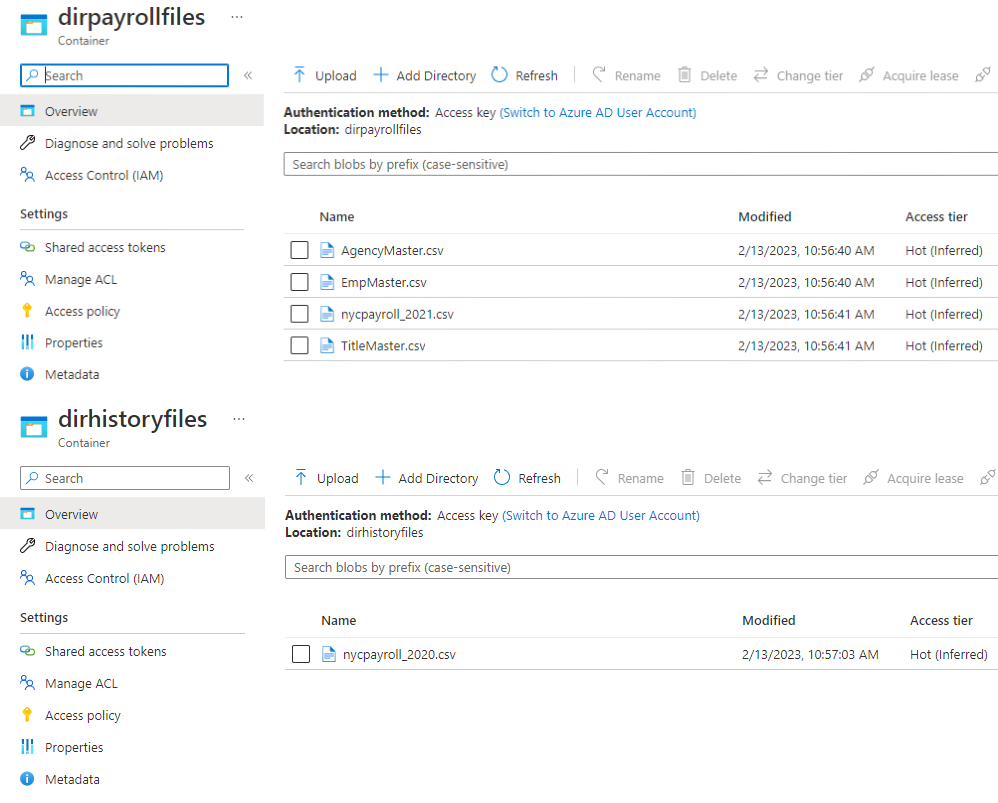 dirpayrollfiles ...
Container
Search «
Overview
Diagnose and solve problems
Access Control (IAM)
Settings
Shared access tokens
Manage ACL
Access policy
Properties
Metadata
Upload Add Directory Refresh Rename Delete Change tier Acquire lease
Authentication method: Access key (Switch to Azure AD User Account)
Location: dirpayrollfiles
Search blobs by prefix (case-sensitive)
Name Modified Access tier
AgencyMaster.csv 2/13/2023, 10:56:40 AM Hot (Inferred)
EmpMaster.csv 2/13/2023, 10:56:40 AM Hot (Inferred)
nycpayroll_2021.csv 2/13/2023, 10:56:41 AM Hot (Inferred)
TitleMaster.csv 2/13/2023, 10:56:41 AM Hot (Inferred)
dirhistoryfiles ...
Container
Search «
Overview
Diagnose and solve problems
Access Control (IAM)
Settings
Shared access tokens
Manage ACL
Access policy
Properties
Metadata
Upload Add Directory Refresh Rename Delete Change tier Acquire lease
Authentication method: Access key (Switch to Azure AD User Account)
Location: dirhistoryfiles
Search blobs by prefix (case-sensitive)
Name Modified Access tier
nycpayroll_2020.csv 2/13/2023, 10:57:03 AM Hot (Inferred)